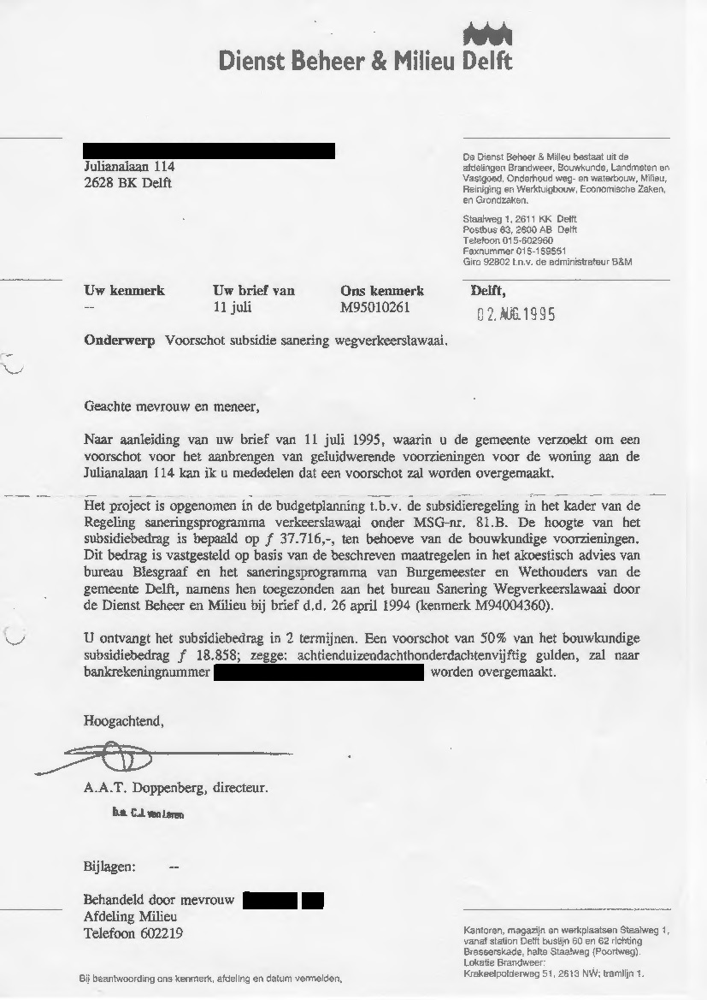 Dienst Beheer & Milieu Delft
Julianalaan 114
2628 BK Delft
De Dienst Beheer & Milieu bestaat uit de
afdelingen Brandweer, Bouwkunde, Landmeten en
Vastgoed, Onderhoud weg- en waterbouw, Milieu,
Reiniging en Werktuigbouw, Economische Zaken,
en Grondzaken.
Staalweg 1, 2611 KK Delft
Postbus 63, 2600 AB Delft
Telefoon 015-602960
Faxnummer 015-159551
Giro 92802 t.n.v. de administrateur B&M
Uw kenmerk Uw brief van Ons kenmerk Delft,
-- 11 juli M95010261 02.AUG.1995
Onderwerp Voorschot subsidie sanering wegverkeerslawaai.
Geachte mevrouw en meneer,
Naar aanleiding van uw brief van 11 juli 1995, waarin u de gemeente verzoekt om een
voorschot voor het aanbrengen van geluidwerende voorzieningen voor de woning aan de
Julianalaan 114 kan ik u mededelen dat een voorschot zal worden overgemaakt.
Het project is opgenomen in de budgetplanning t.b.v. de subsidieregeling in het kader van de
Regeling saneringsprogramma verkeerslawaai onder MSG-nr. 81.B. De hoogte van het
subsidiebedrag is bepaald op ƒ 37.716,-, ten behoeve van de bouwkundige voorzieningen.
Dit bedrag is vastgesteld op basis van de beschreven maatregelen in het akoestisch advies van
bureau Blesgraaf en het saneringsprogramma van Burgemeester en Wethouders van de
gemeente Delft, namens hen toegezonden aan het bureau Sanering Wegverkeerslawaai door
de Dienst Beheer en Milieu bij brief d.d. 26 april 1994 (kenmerk M94004360).
U ontvangt het subsidiebedrag in 2 termijnen. Een voorschot van 50% van het bouwkundige
subsidiebedrag ƒ 18.858; zegge: achtienduizendachthonderdachtenvijftig gulden, zal naar
bankrekeningnummer worden overgemaakt.
Hoogachtend,
A.A.T. Doppenberg, directeur.
b.a. C.J. van Laren
Bijlagen: --
Behandeld door mevrouw
Afdeling Milieu
Telefoon 602219
Kantoren, magazijn en werkplaatsen Staalweg 1,
vanaf station Delft buslijn 60 en 62 richting
Bresserskade, halte Staalweg (Poortweg).
Lokatie Brandweer:
Krakeelpolderweg 51, 2613 NW; tramlijn 1.
Bij beantwoording ons kenmerk, afdeling en datum vermelden,